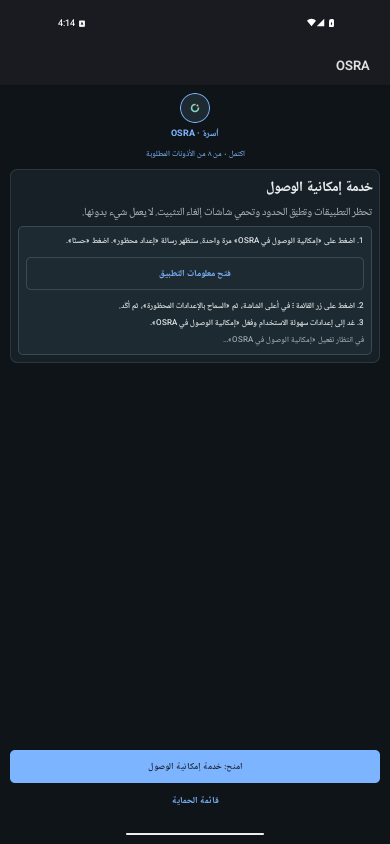 4:14
OSRA
أسرة · OSRA
اكتمل ٠ من ٨ من الأذونات المطلوبة
خدمة إمكانية الوصول
تحظر التطبيقات وتطبق الحدود وتحمي شاشات إلغاء التثبيت. لا يعمل شيء بدونها.
1. اضغط على «إمكانية الوصول في OSRA» مرة واحدة. ستظهر رسالة «إعداد محظور». اضغط «حسنًا».
فتح معلومات التطبيق
2. اضغط على زر القائمة ⋮ في أعلى الشاشة، ثم «السماح بالإعدادات المحظورة»، ثم أكّد.
3. عُد إلى إعدادات سهولة الاستخدام وفعّل «إمكانية الوصول في OSRA».
في انتظار تفعيل «إمكانية الوصول في OSRA»…
امنح: خدمة إمكانية الوصول
قائمة الحماية